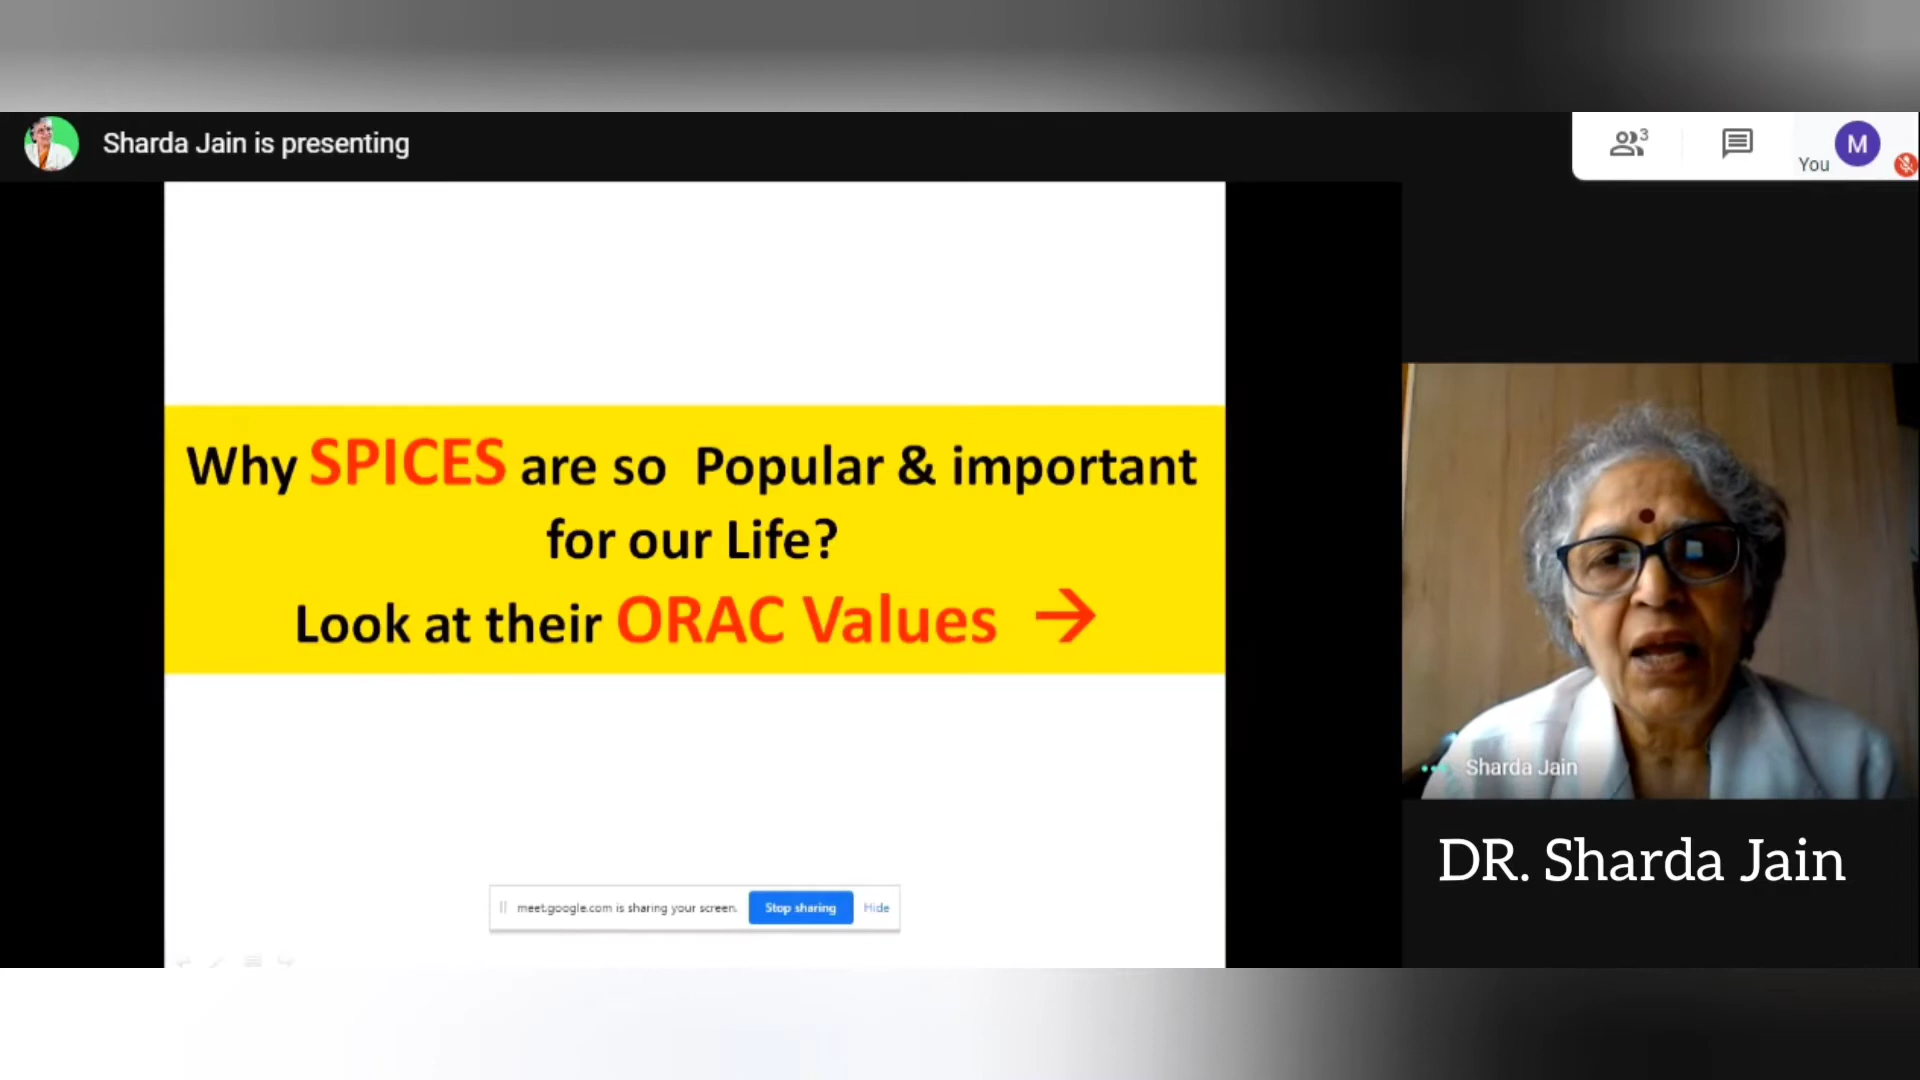 Sharda Jain is presenting
3
You
M
Why SPICES are so Popular & important
for our Life?
Look at their ORAC Values →
meet.google.com is sharing your screen.
Stop sharing
Hide
Sharda Jain
DR. Sharda Jain